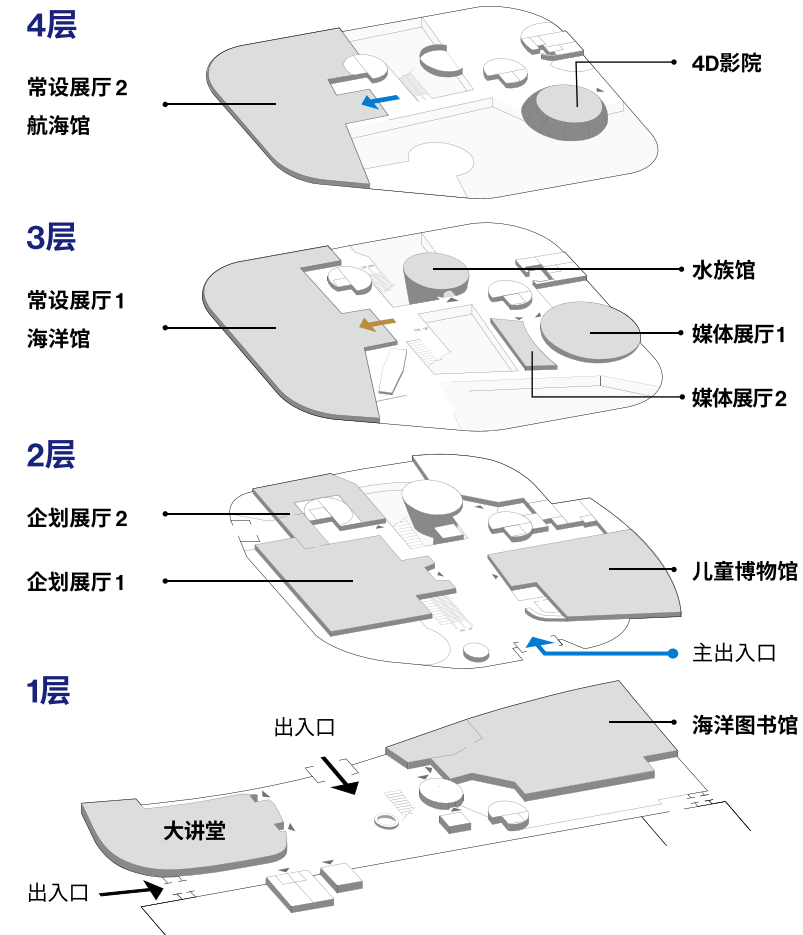 4层
常设展厅 2
航海馆
4D影院
3层
常设展厅 1
海洋馆
水族馆
媒体展厅1
媒体展厅 2
2层
企划展厅 2
企划展厅 1
儿童博物馆
主出入口
1层
出入口
海洋图书馆
大讲堂
出入口